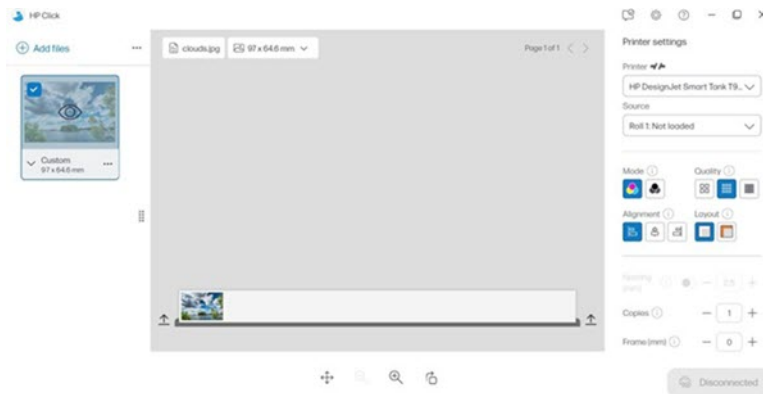 HP Click
Add files
Custom
97 x 64.6 mm
clouds.jpg
97 x 64.6 mm
Page 1 of 1
Printer settings
Printer
HP DesignJet Smart Tank T9...
Source
Roll 1: Not loaded
Mode
Quality
Alignment
Layout
Copies
1
Frame (mm)
0
Disconnected